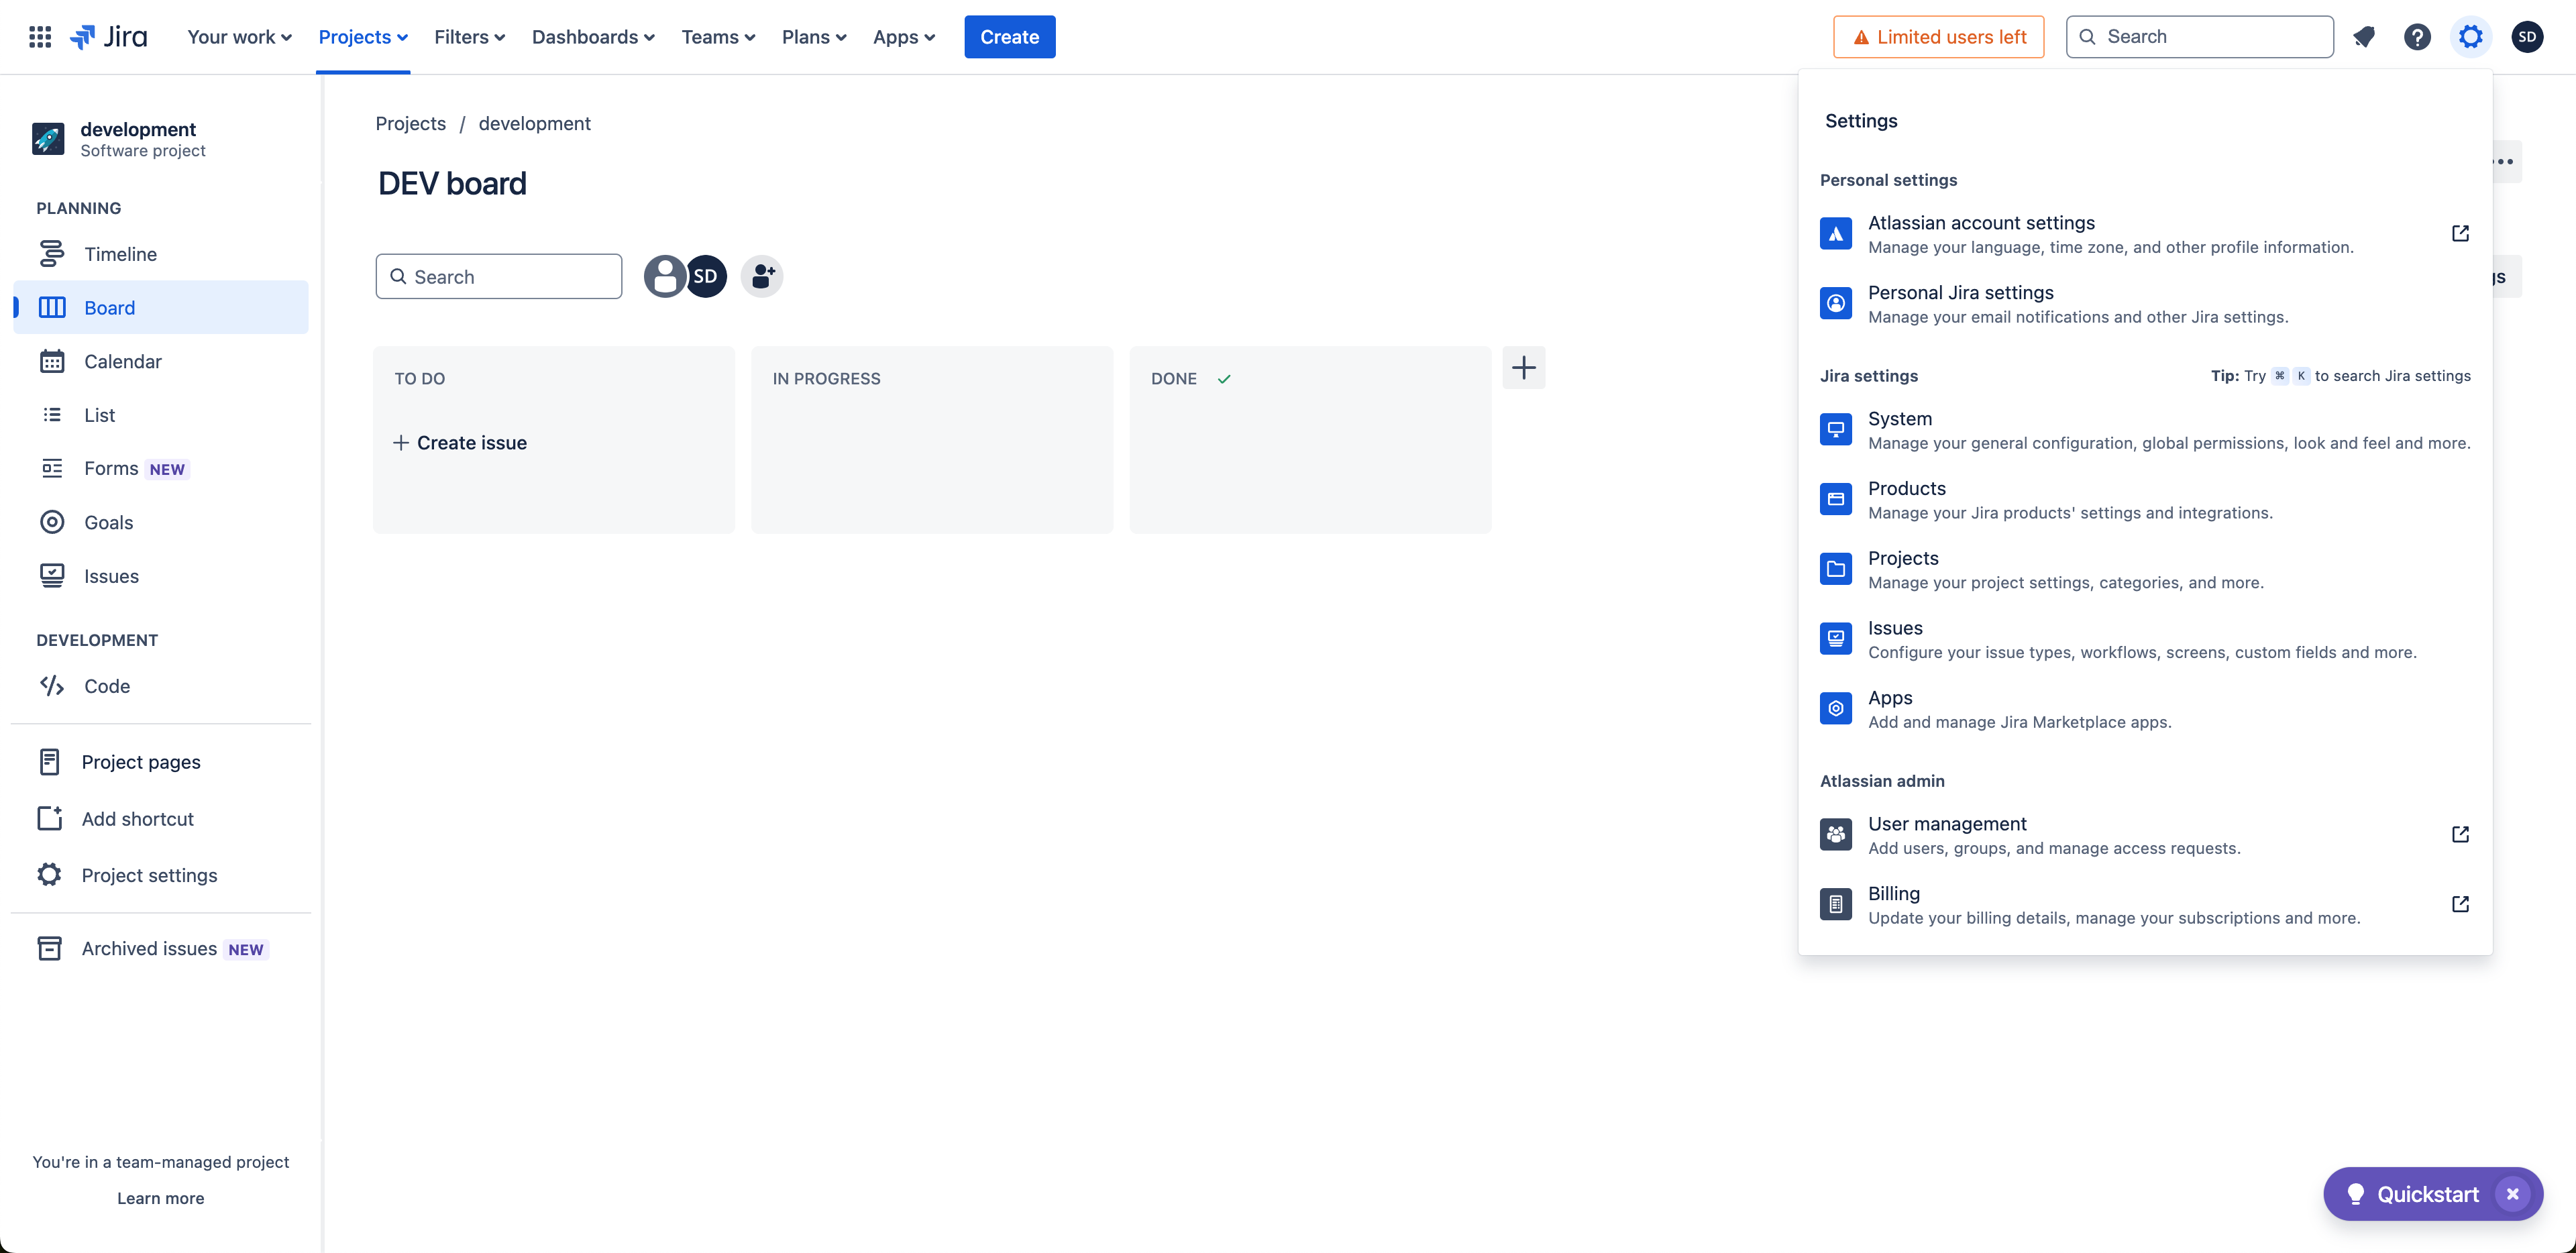 Jira
Your work
Projects
Filters
Dashboards
Teams
Plans
Apps
Create
Limited users left
Search
SD
development
Software project
PLANNING
Timeline
Board
Calendar
List
Forms NEW
Goals
Issues
DEVELOPMENT
Code
Project pages
Add shortcut
Project settings
Archived issues NEW
You're in a team-managed project
Learn more
Projects / development
DEV board
Search
SD
TO DO
Create issue
IN PROGRESS
DONE
Settings
Personal settings
Atlassian account settings
Manage your language, time zone, and other profile information.
Personal Jira settings
Manage your email notifications and other Jira settings.
Jira settings
Tip: Try ⌘ K to search Jira settings
System
Manage your general configuration, global permissions, look and feel and more.
Products
Manage your Jira products' settings and integrations.
Projects
Manage your project settings, categories, and more.
Issues
Configure your issue types, workflows, screens, custom fields and more.
Apps
Add and manage Jira Marketplace apps.
Atlassian admin
User management
Add users, groups, and manage access requests.
Billing
Update your billing details, manage your subscriptions and more.
Quickstart